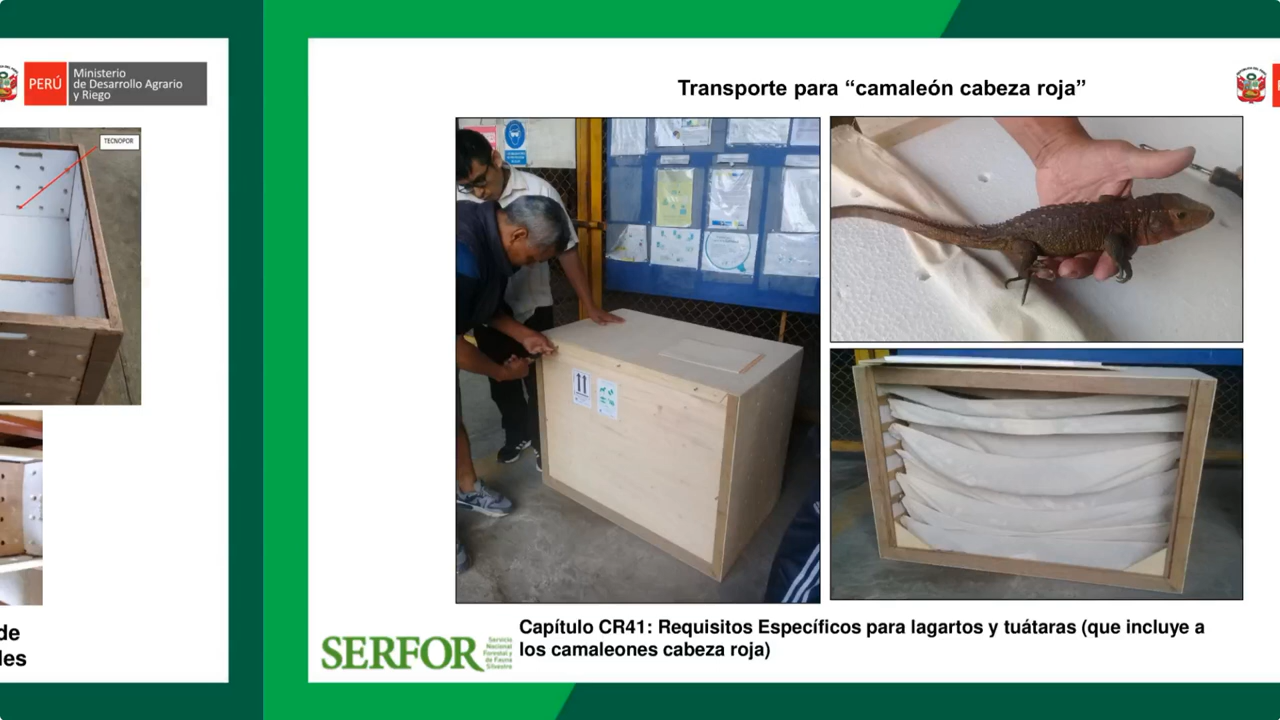 PERÚ
Ministerio
de Desarrollo Agrario
y Riego
TECNOPOR
de
les
Transporte para “camaleón cabeza roja”
SERFOR
Servicio
Nacional
Forestal y
de Fauna
Silvestre
Capítulo CR41: Requisitos Específicos para lagartos y tuátaras (que incluye a
los camaleones cabeza roja)